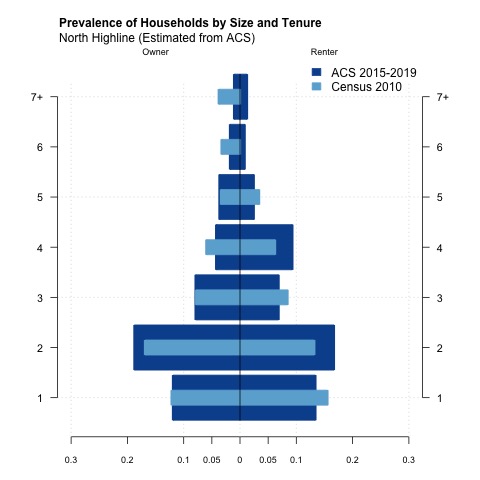 Prevalence of Households by Size and Tenure
North Highline (Estimated from ACS)
Owner Renter
ACS 2015-2019
Census 2010
7+ 7+
6 6
5 5
4 4
3 3
2 2
1 1
0.3 0.2 0.1 0.05 0 0.05 0.1 0.2 0.3